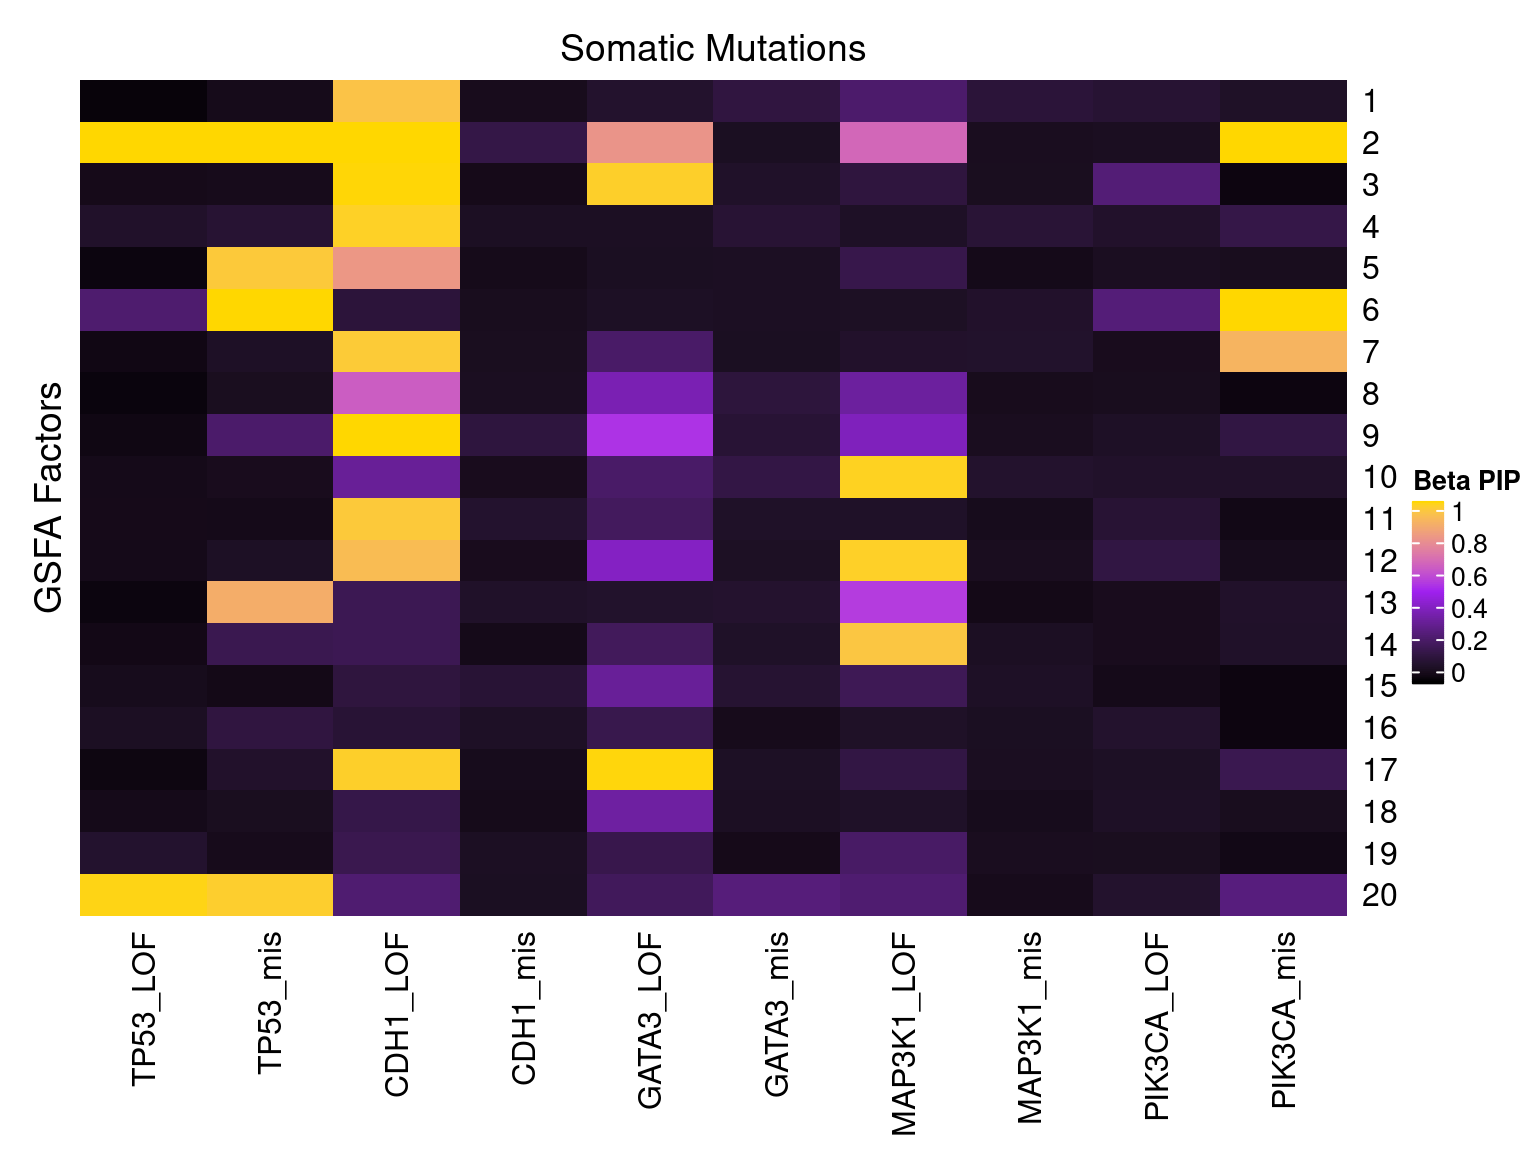 Somatic Mutations
GSFA Factors
1
2
3
4
5
6
7
8
9
10
11
12
13
14
15
16
17
18
19
20
Beta PIP
1
0.8
0.6
0.4
0.2
0
TP53_LOF
TP53_mis
CDH1_LOF
CDH1_mis
GATA3_LOF
GATA3_mis
MAP3K1_LOF
MAP3K1_mis
PIK3CA_LOF
PIK3CA_mis